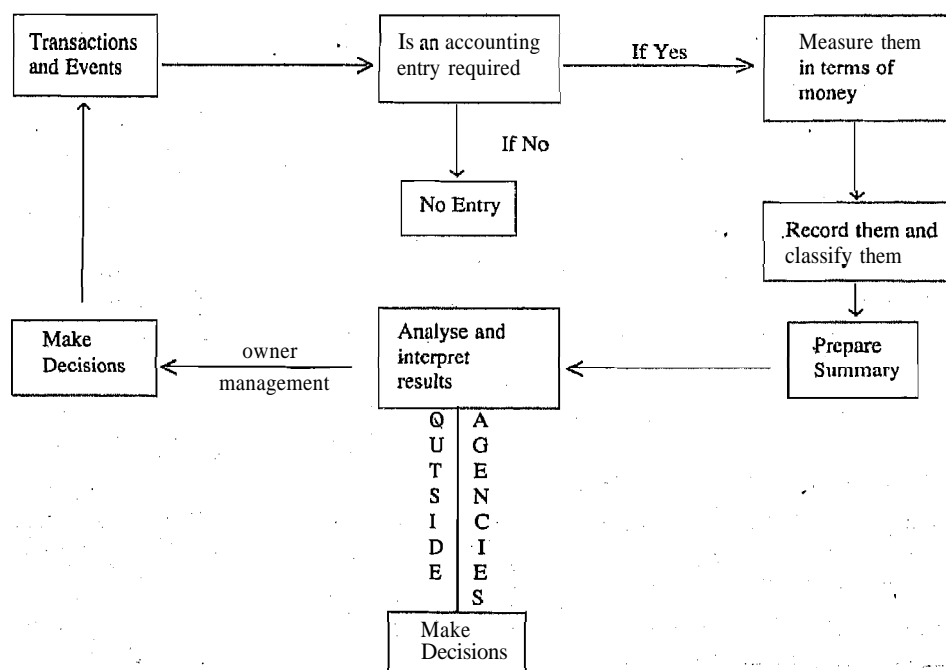 Transactions
and Events
Is an accounting
entry required
If Yes
Measure them
in terms of
money
If No
No Entry
Record them and
classify them
Prepare
Summary
Analyse and
interpret
results
owner
management
Make
Decisions
QUTSIDE
AGENCIES
Make
Decisions